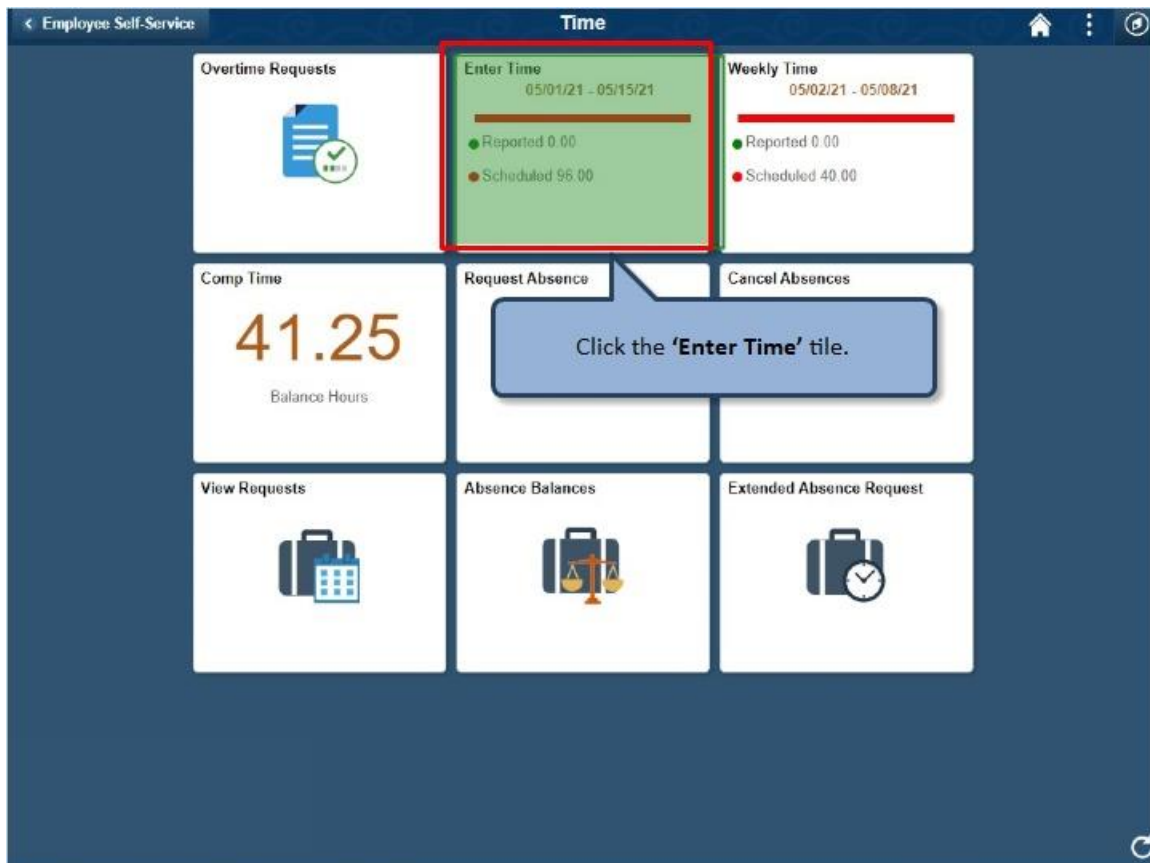 Employee Self-Service
Time
Overtime Requests
Enter Time
05/01/21 - 05/15/21
Reported 0.00
Scheduled 96.00
Weekly Time
05/02/21 - 05/08/21
Reported 0.00
Scheduled 40.00
Comp Time
41.25
Balance Hours
Request Absence
Cancel Absences
Click the ‘Enter Time’ tile.
View Requests
Absence Balances
Extended Absence Request